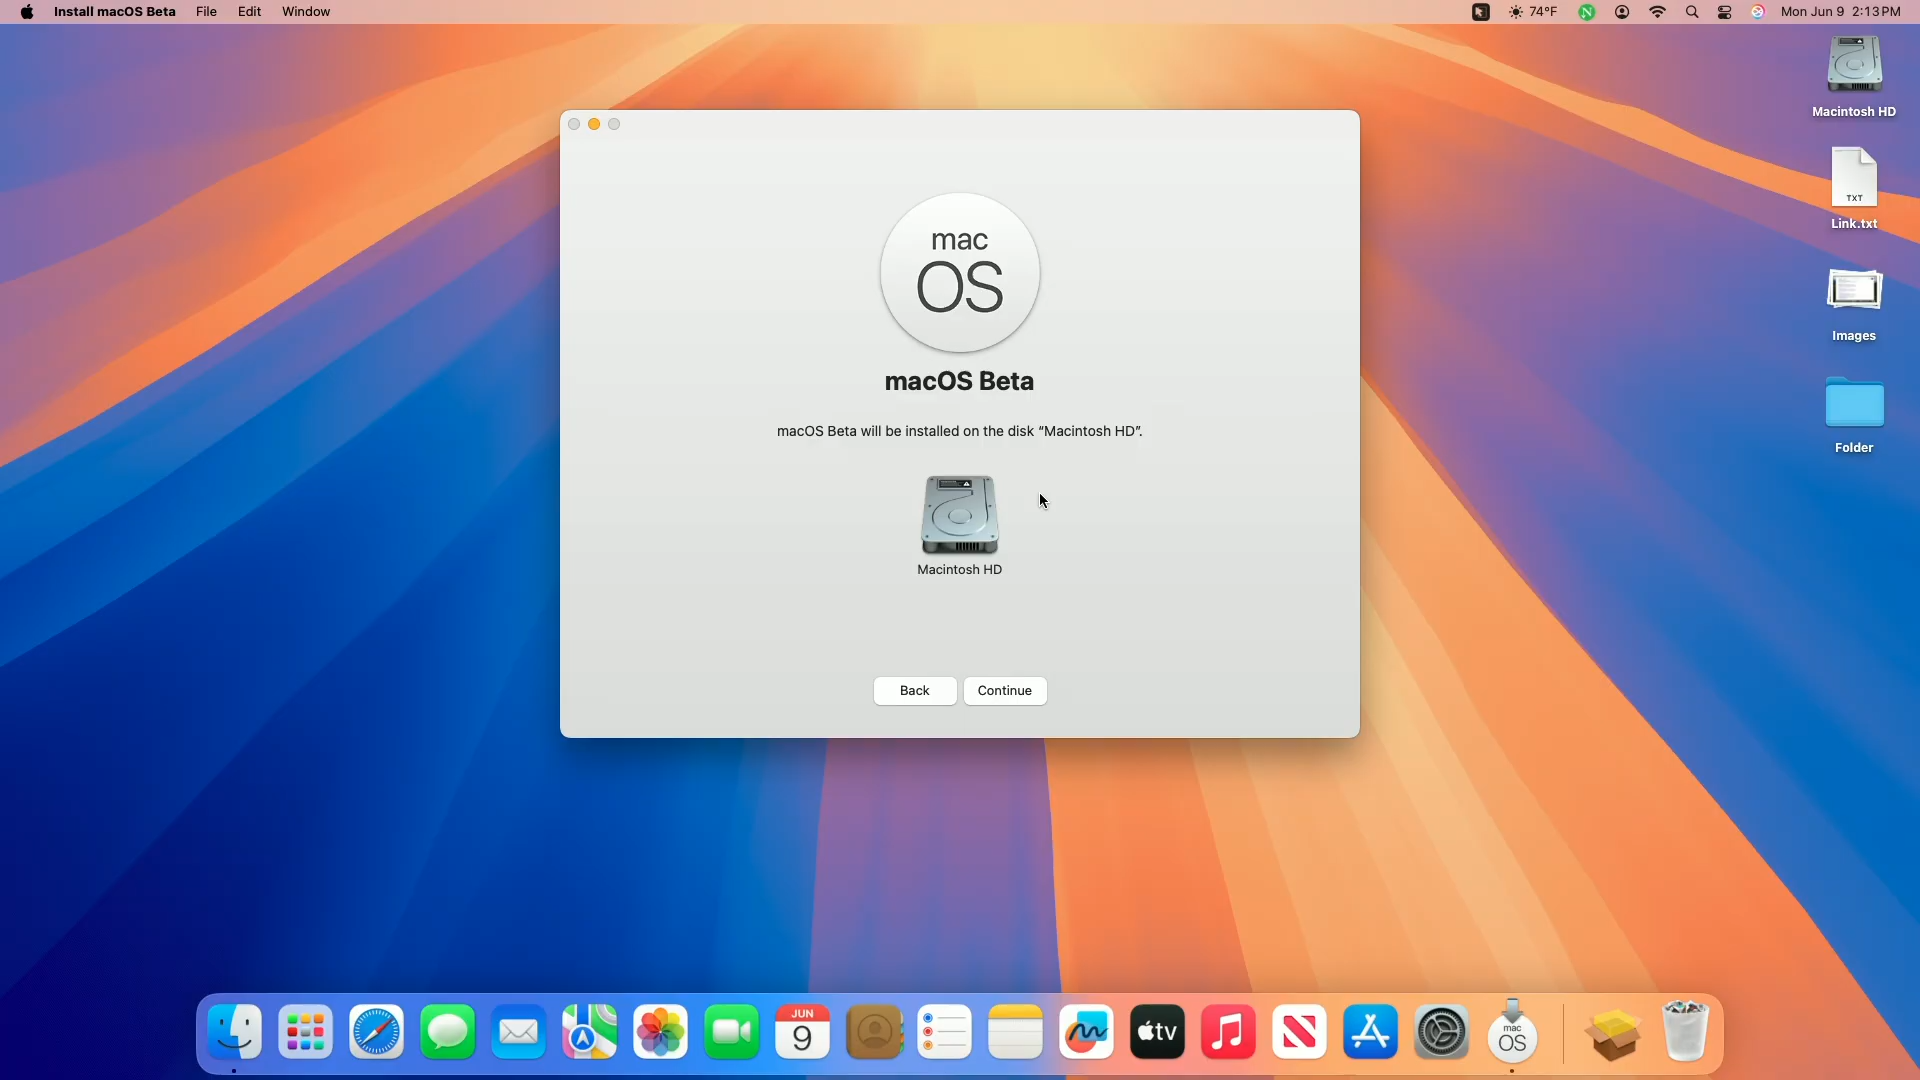 Install macOS Beta File Edit Window 74°F N Mon Jun 9 2:13 PM
Macintosh HD
TXT
Link.txt
Images
Folder
mac
OS
macOS Beta
macOS Beta will be installed on the disk “Macintosh HD”.
Macintosh HD
Back Continue
JUN
9
tv
mac
OS